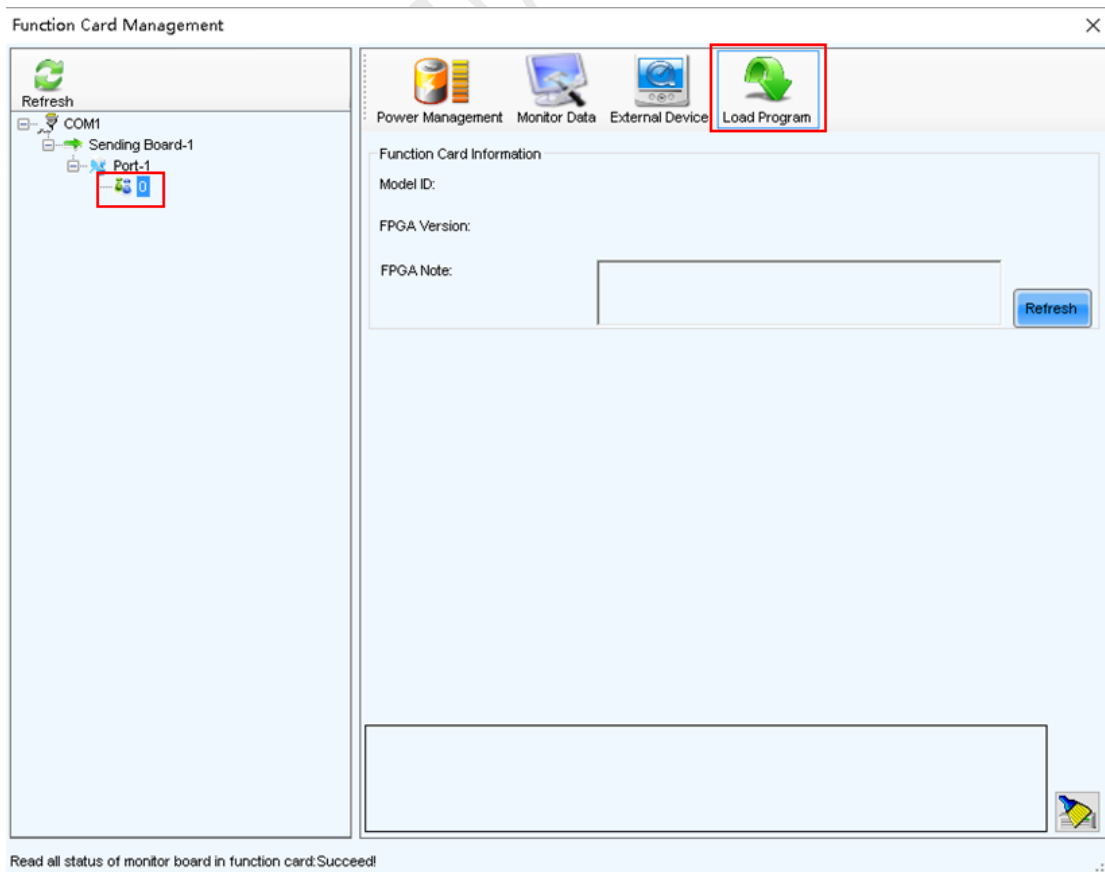 Function Card Management
Refresh
COM1
Sending Board-1
Port-1
0
Power Management Monitor Data External Device Load Program
Function Card Information
Model ID:
FPGA Version:
FPGA Note:
Refresh
Read all status of monitor board in function card:Succeed!